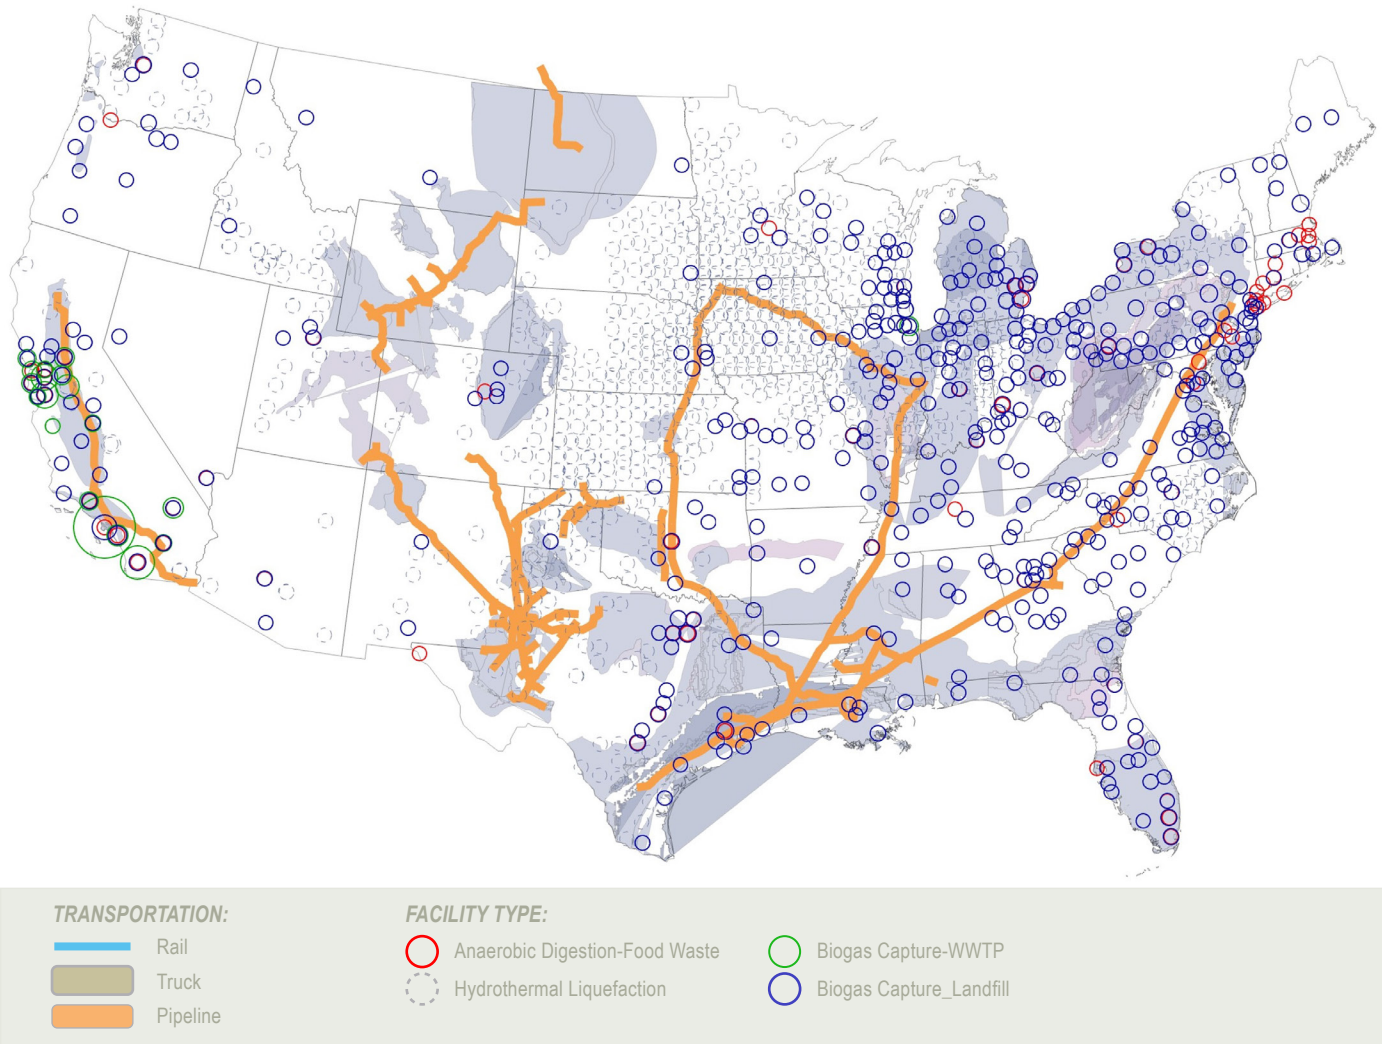 TRANSPORTATION:
Rail
Truck
Pipeline
FACILITY TYPE:
Anaerobic Digestion-Food Waste
Hydrothermal Liquefaction
Biogas Capture-WWTP
Biogas Capture_Landfill